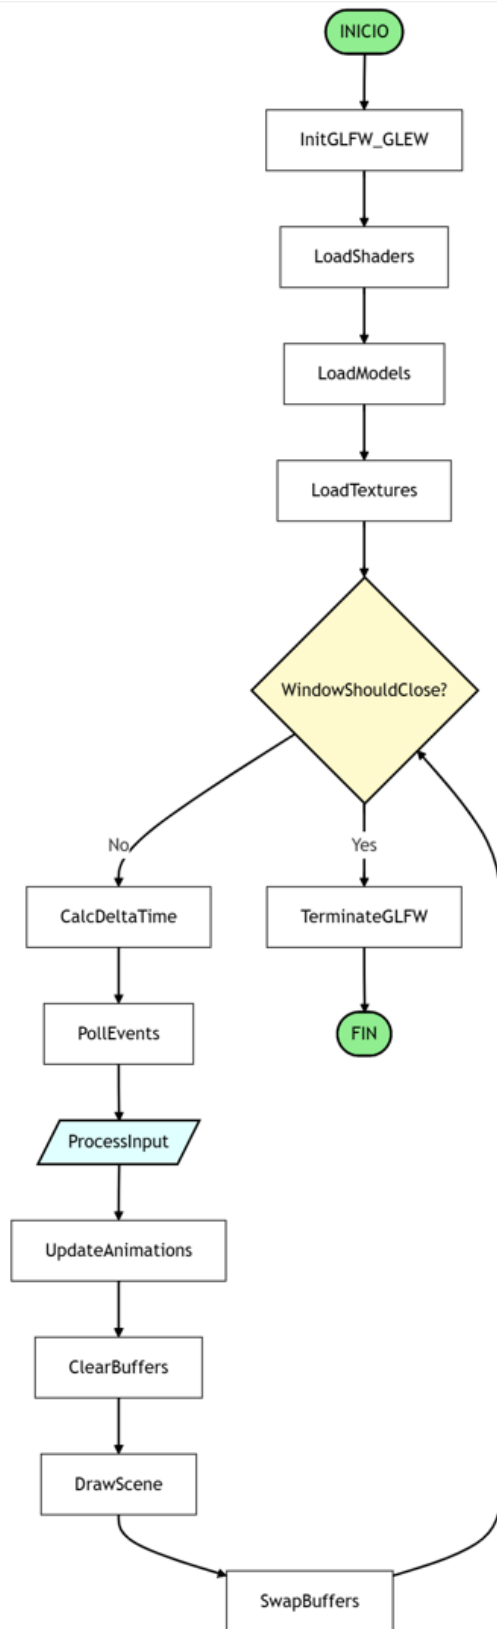 INICIO
InitGLFW_GLEW
LoadShaders
LoadModels
LoadTextures
WindowShouldClose?
No
Yes
CalcDeltaTime
TerminateGLFW
PollEvents
FIN
ProcessInput
UpdateAnimations
ClearBuffers
DrawScene
SwapBuffers